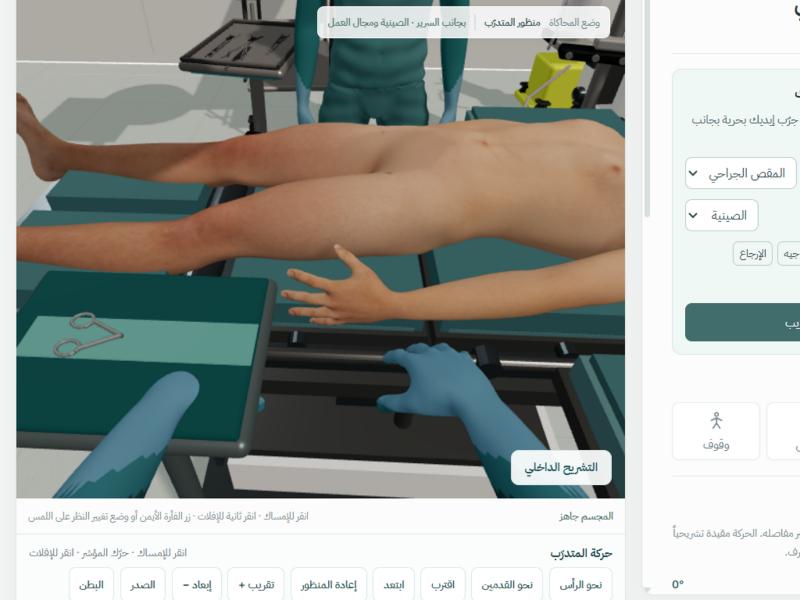 وضع المحاكاة منظور المتدرّب بجانب السرير · الصينية ومجال العمل
جرّب إيديك بحرية بجانب
المقص الجراحي
الصينية
الإرجاع
وقوف
التشريح الداخلي
المجسم جاهز
انقر للإمساك · انقر ثانية للإفلات · زر الفأرة الأيمن أو وضع تغيير النظر على اللمس
حركة المتدرّب
انقر للإمساك · حرّك المؤشر · انقر للإفلات
نحو الرأس نحو القدمين اقترب ابتعد إعادة المنظور تقريب + إبعاد − الصدر البطن
مفاصله. الحركة مقيدة تشريحياً
0°